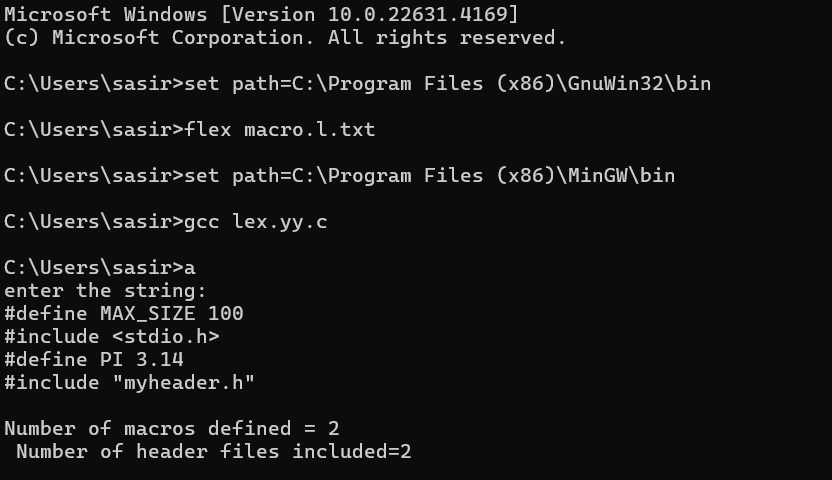 Microsoft Windows [Version 10.0.22631.4169]
(c) Microsoft Corporation. All rights reserved.
C:\Users\sasir>set path=C:\Program Files (x86)\GnuWin32\bin
C:\Users\sasir>flex macro.l.txt
C:\Users\sasir>set path=C:\Program Files (x86)\MinGW\bin
C:\Users\sasir>gcc lex.yy.c
C:\Users\sasir>a
enter the string:
#define MAX_SIZE 100
#include <stdio.h>
#define PI 3.14
#include "myheader.h"
Number of macros defined = 2
 Number of header files included=2